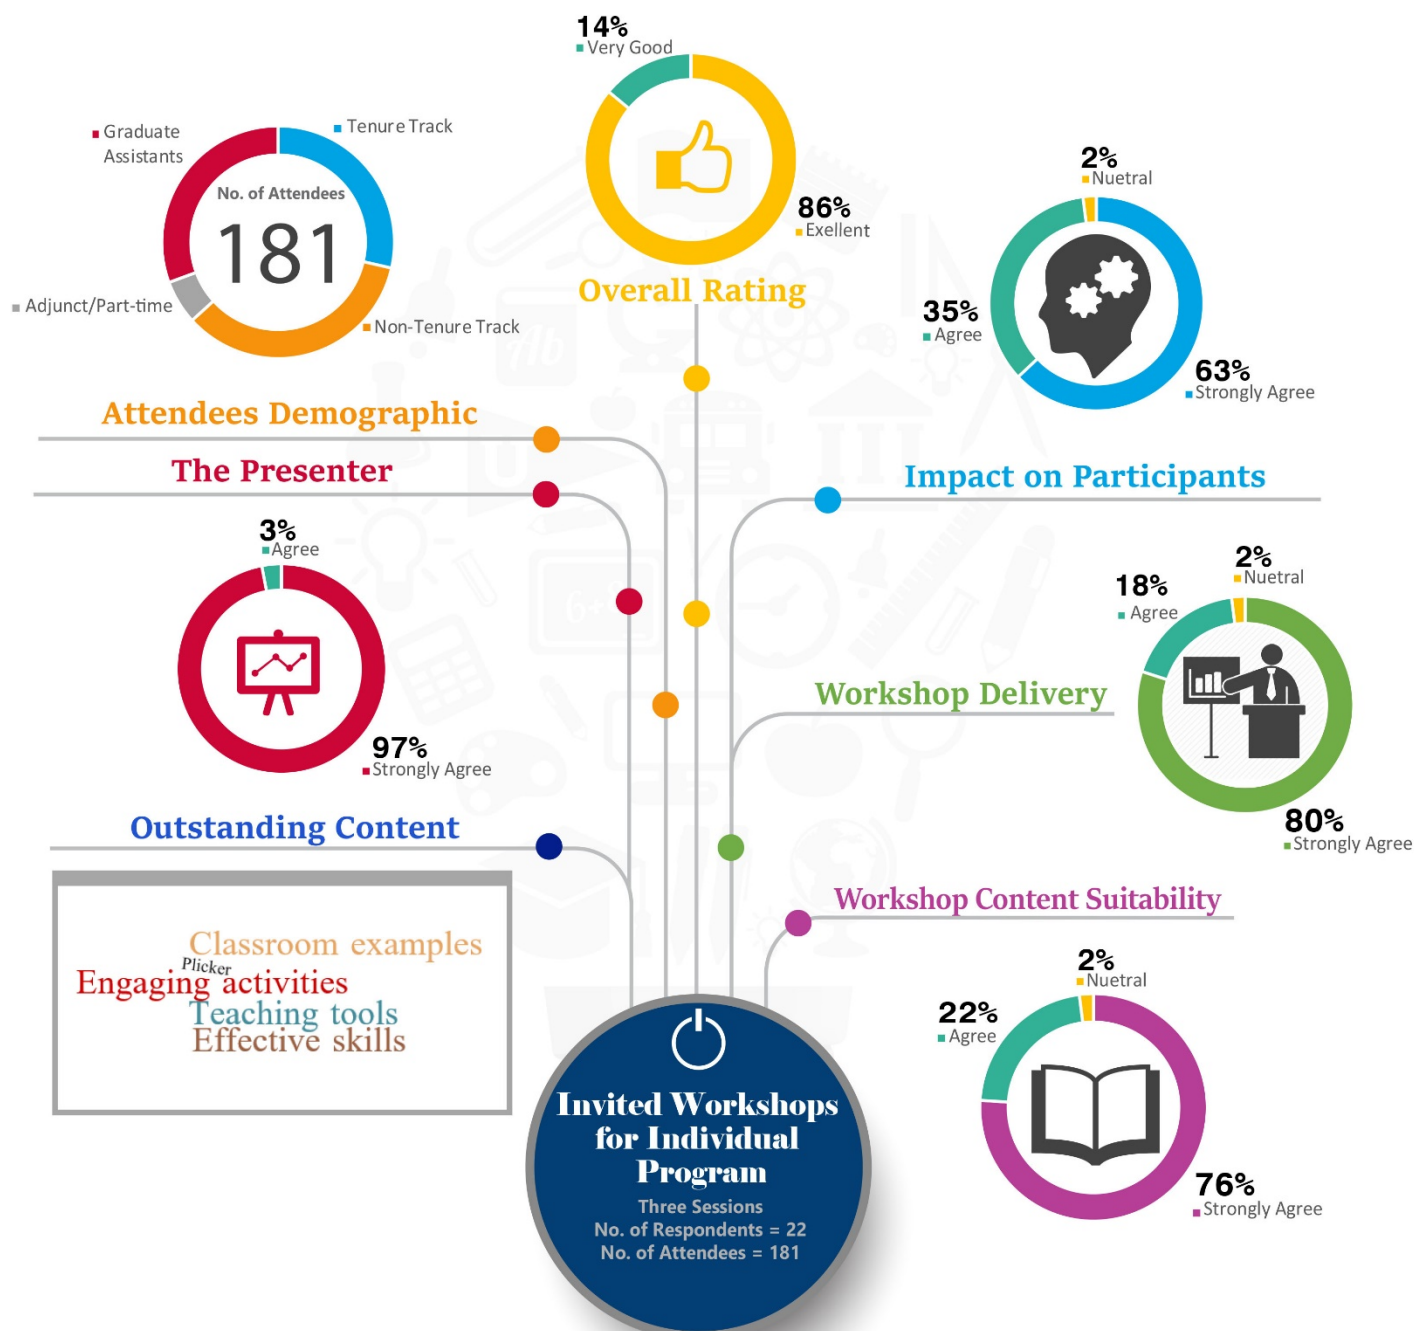 14%
Very Good
86%
Exellent
Overall Rating
Graduate
Assistants
Tenure Track
No. of Attendees
181
Adjunct/Part-time
Non-Tenure Track
Attendees Demographic
2%
Nuetral
35%
Agree
63%
Strongly Agree
Impact on Participants
The Presenter
3%
Agree
97%
Strongly Agree
2%
Nuetral
18%
Agree
Workshop Delivery
80%
Strongly Agree
Outstanding Content
Classroom examples
Plicker
Engaging activities
Teaching tools
Effective skills
Workshop Content Suitability
2%
Nuetral
22%
Agree
76%
Strongly Agree
Invited Workshops
for Individual
Program
Three Sessions
No. of Respondents = 22
No. of Attendees = 181